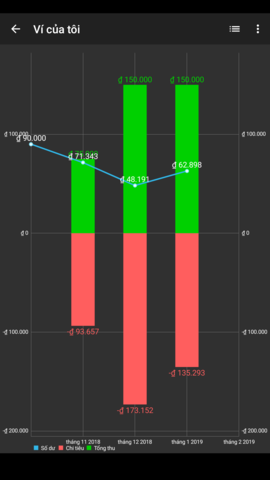 Ví của tôi
₫ 150.000
₫ 150.000
₫ 100.000
₫ 100.000
₫ 90.000
₫ 71.343
₫ 48.191
₫ 62.898
₫ 0
₫ 0
-₫ 93.657
-₫ 100.000
-₫ 100.000
-₫ 135.293
-₫ 173.152
-₫ 200.000
-₫ 200.000
tháng 11 2018
tháng 12 2018
tháng 1 2019
tháng 2 2019
Số dư
Chi tiêu
Tổng thu